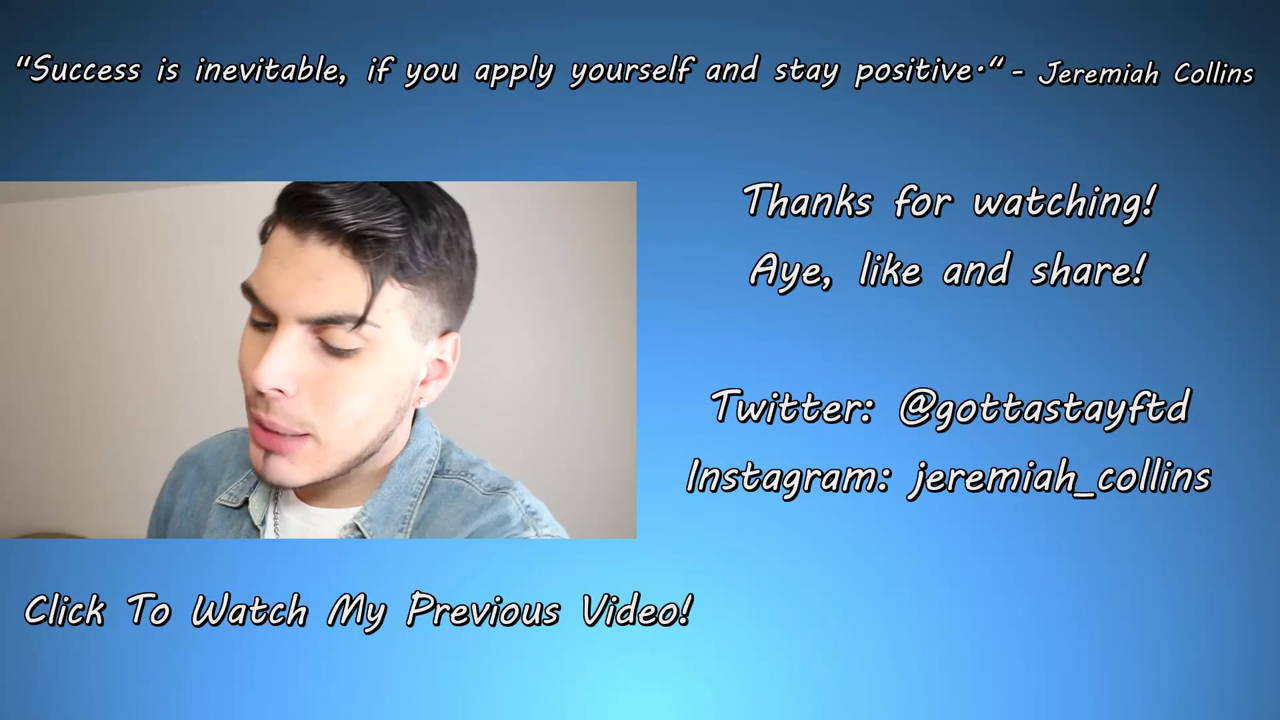 “Success is inevitable, if you apply yourself and stay positive.“ - Jeremiah Collins
Thanks for watching!
Aye, like and share!
Twitter: @gottastayftd
Instagram: jeremiah_collins
Click To Watch My Previous Video!